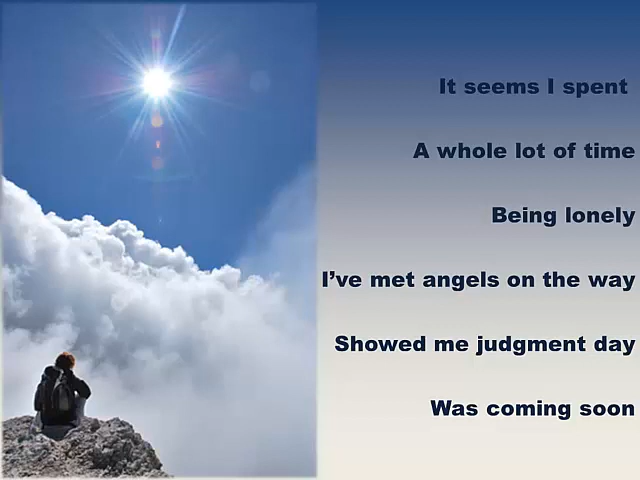 It seems I spent
A whole lot of time
Being lonely
I’ve met angels on the way
Showed me judgment day
Was coming soon